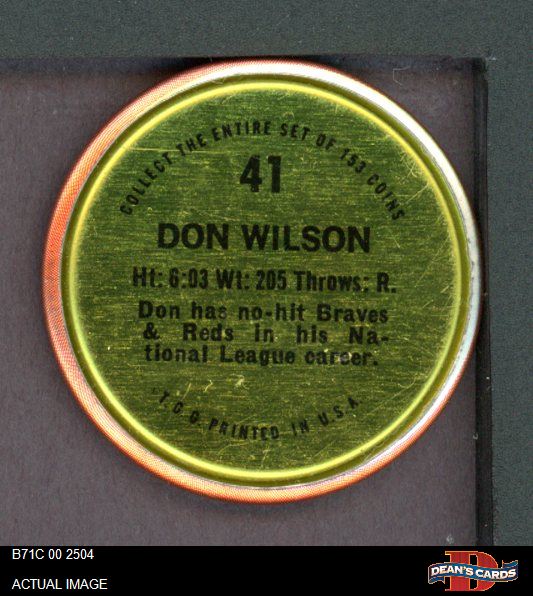 COLLECT THE ENTIRE SET OF 153 COINS
41
DON WILSON
Ht: 6:03 Wt: 205 Throws: R.
Don has no-hit Braves
& Reds in his Na-
tional League career.
T.C.G. PRINTED IN U.S.A.
B71C 00 2504
ACTUAL IMAGE
D
DEAN'S CARDS